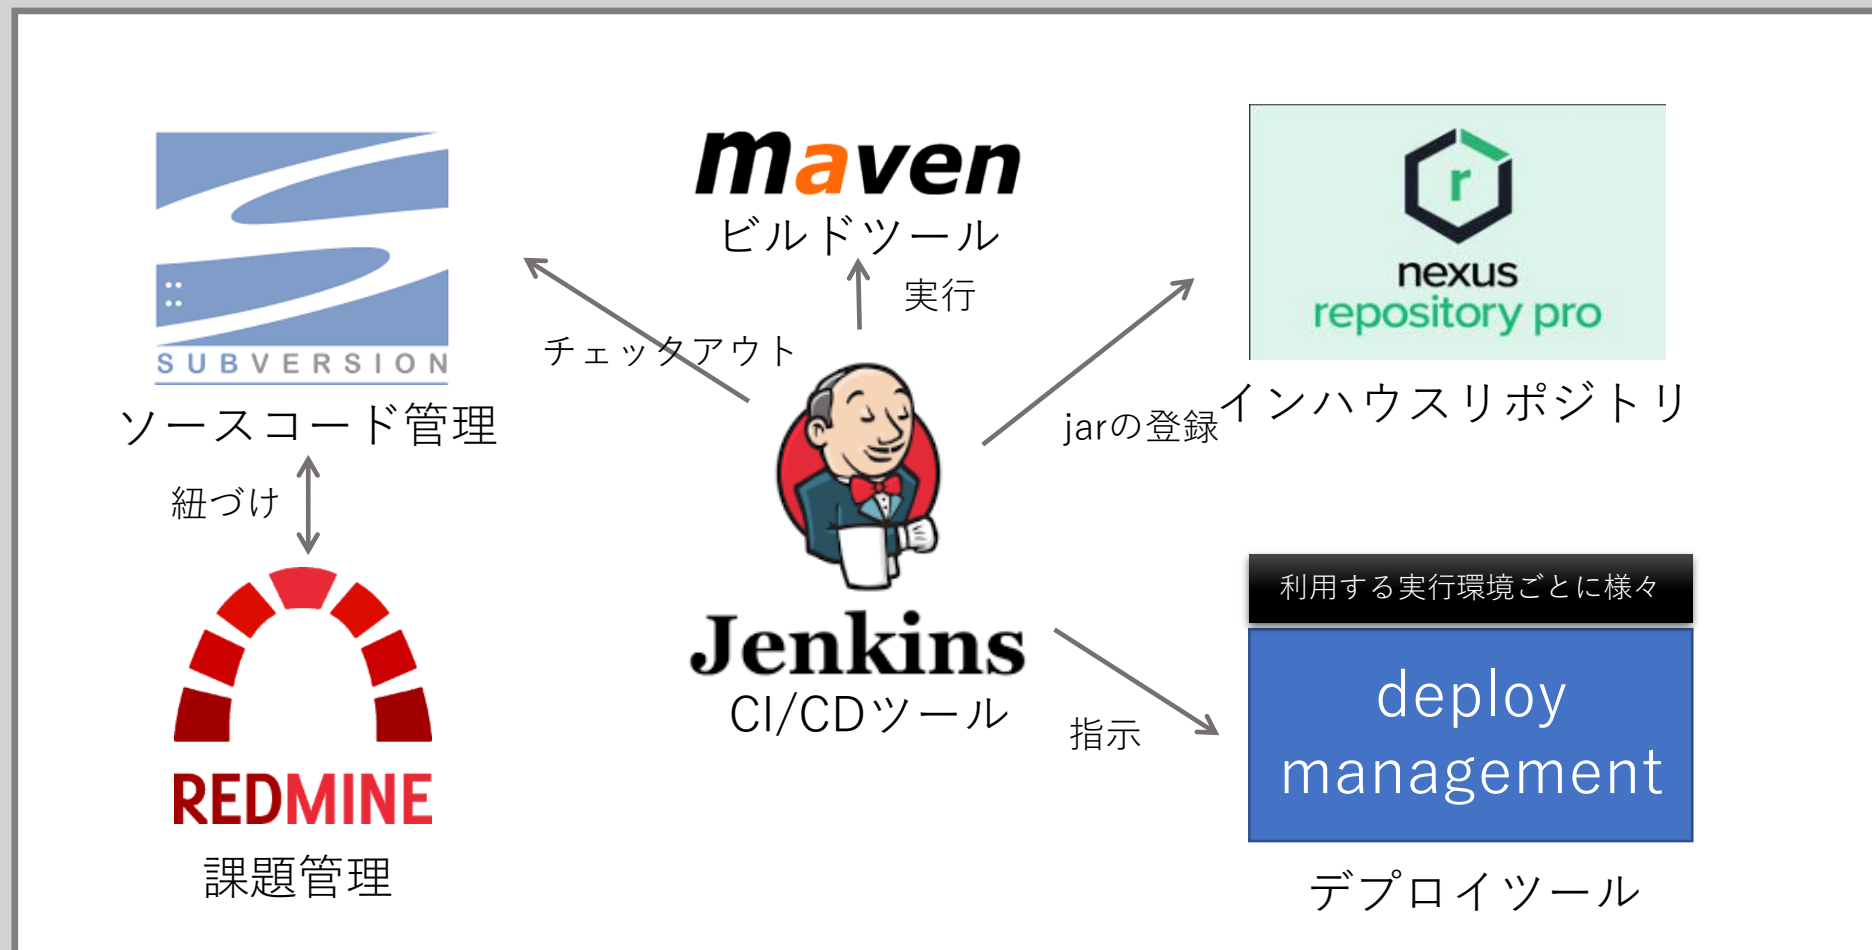 SUBVERSION
ソースコード管理
maven
ビルドツール
nexus
repository pro
インハウスリポジトリ
実行
チェックアウト
jarの登録
紐づけ
Jenkins
CI/CDツール
REDMINE
課題管理
指示
利用する実行環境ごとに様々
deploy
management
デプロイツール